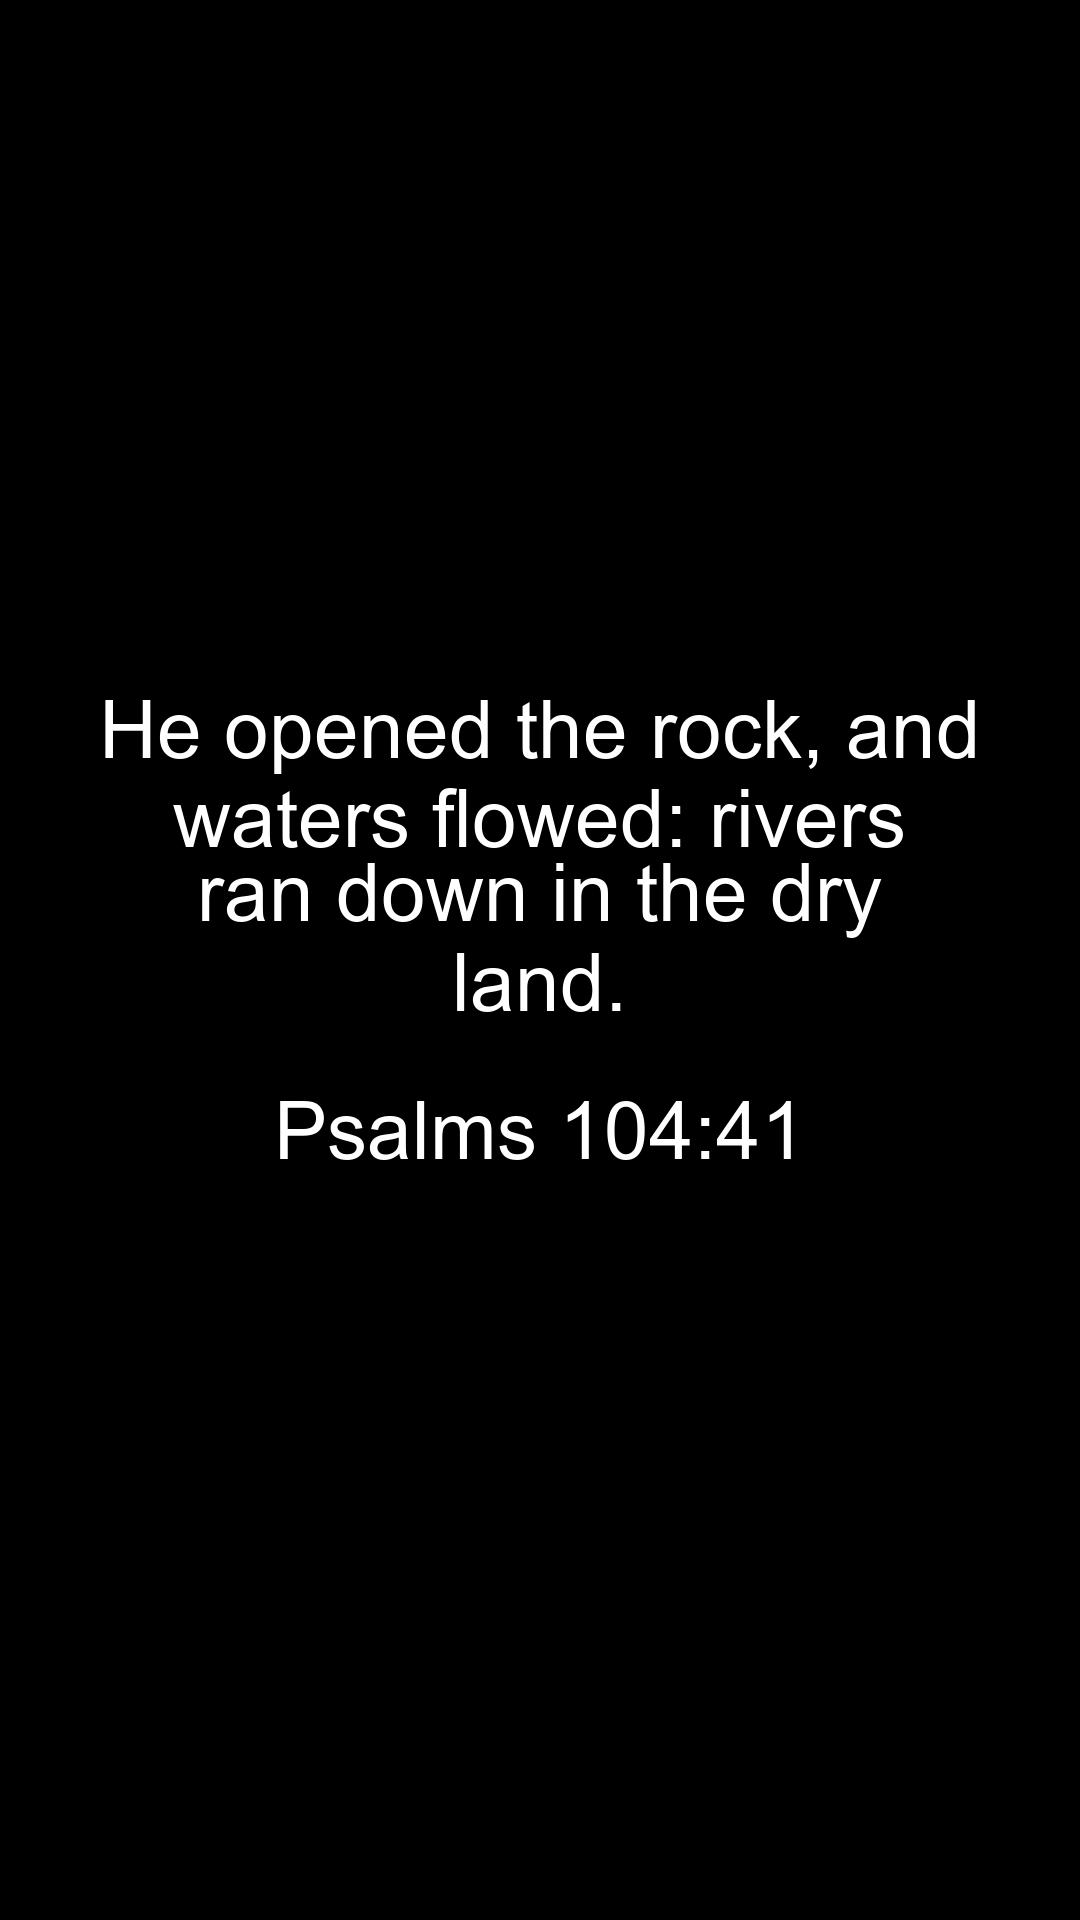 He opened the rock, and
waters flowed: rivers
ran down in the dry
land.
Psalms 104:41